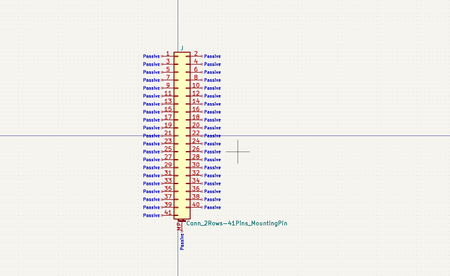 J
Passive 1 2 Passive
Passive 3 4 Passive
Passive 5 6 Passive
Passive 7 8 Passive
Passive 9 10 Passive
Passive 11 12 Passive
Passive 13 14 Passive
Passive 15 16 Passive
Passive 17 18 Passive
Passive 19 20 Passive
Passive 21 22 Passive
Passive 23 24 Passive
Passive 25 26 Passive
Passive 27 28 Passive
Passive 29 30 Passive
Passive 31 32 Passive
Passive 33 34 Passive
Passive 35 36 Passive
Passive 37 38 Passive
Passive 39 40 Passive
Passive 41
Conn_2Rows-41Pins_MountingPin
MP
Passive